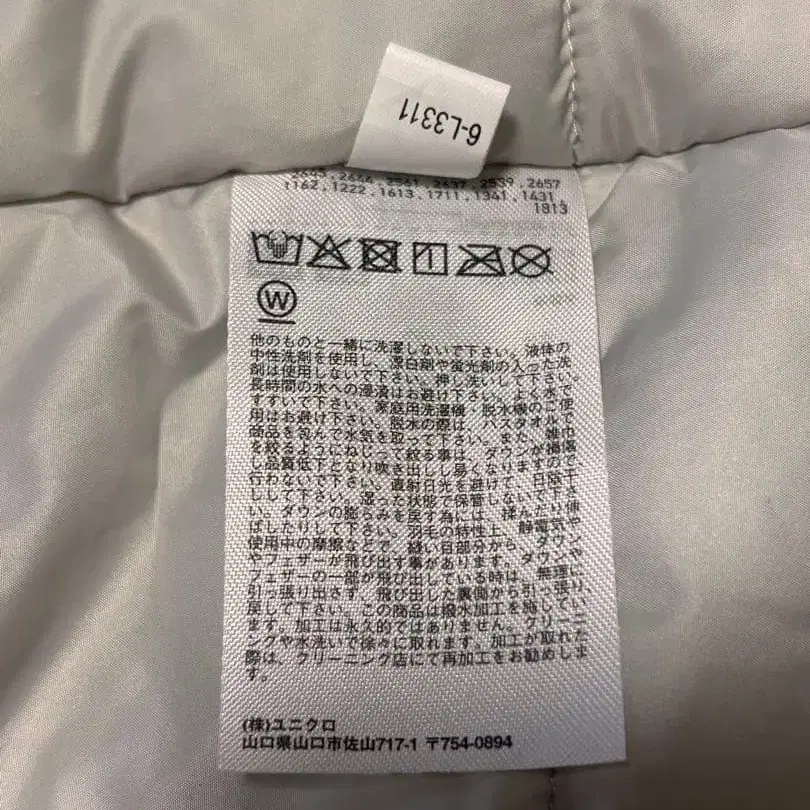 6-L3311
2645, 2646, 2561, 2637, 2539, 2657
1162, 1222, 1613, 1711, 1341, 1431,
1813
W
他のものと一緒に洗濯しないで下さい。液体の
中性洗剤を使用し、漂白剤や蛍光剤の入った洗
剤は使用しないで下さい。押し洗いして下さい。
長時間の水への浸漬はお避け下さい。よく水で
すすいで下さい。家庭用洗濯機・脱水機のご使
用はお避け下さい。脱水の際は、バスタオルで
商品を包んで水気を取って下さい。また、雑巾
を絞るようにねじって絞る事は、ダウンが損傷
し品質低下となり吹き出しし易くなりますので
行わないで下さい。直射日光を避けて、日陰干
しして下さい。湿った状態で保管しないで下さ
い。ダウンの膨らみを戻す為には、揉んだり伸
ばしたりして下さい。羽毛の特性上、静電気や
使用中の摩擦などで、縫い目部分から、ダウン
やフェザーが飛び出す事があります。ダウンや
フェザーの一部が飛び出している時は、無理に
引っ張り出さず、飛び出した裏側から引っ張り
戻して下さい。この商品は撥水加工を施してい
ます。加工は永久的ではありません。クリーニ
ングや水洗いで徐々に取れます。加工が取れた
際は、クリーニング店にて再加工をお勧めしま
す。
(株)ユニクロ
山口県山口市佐山717-1 〒754-0894